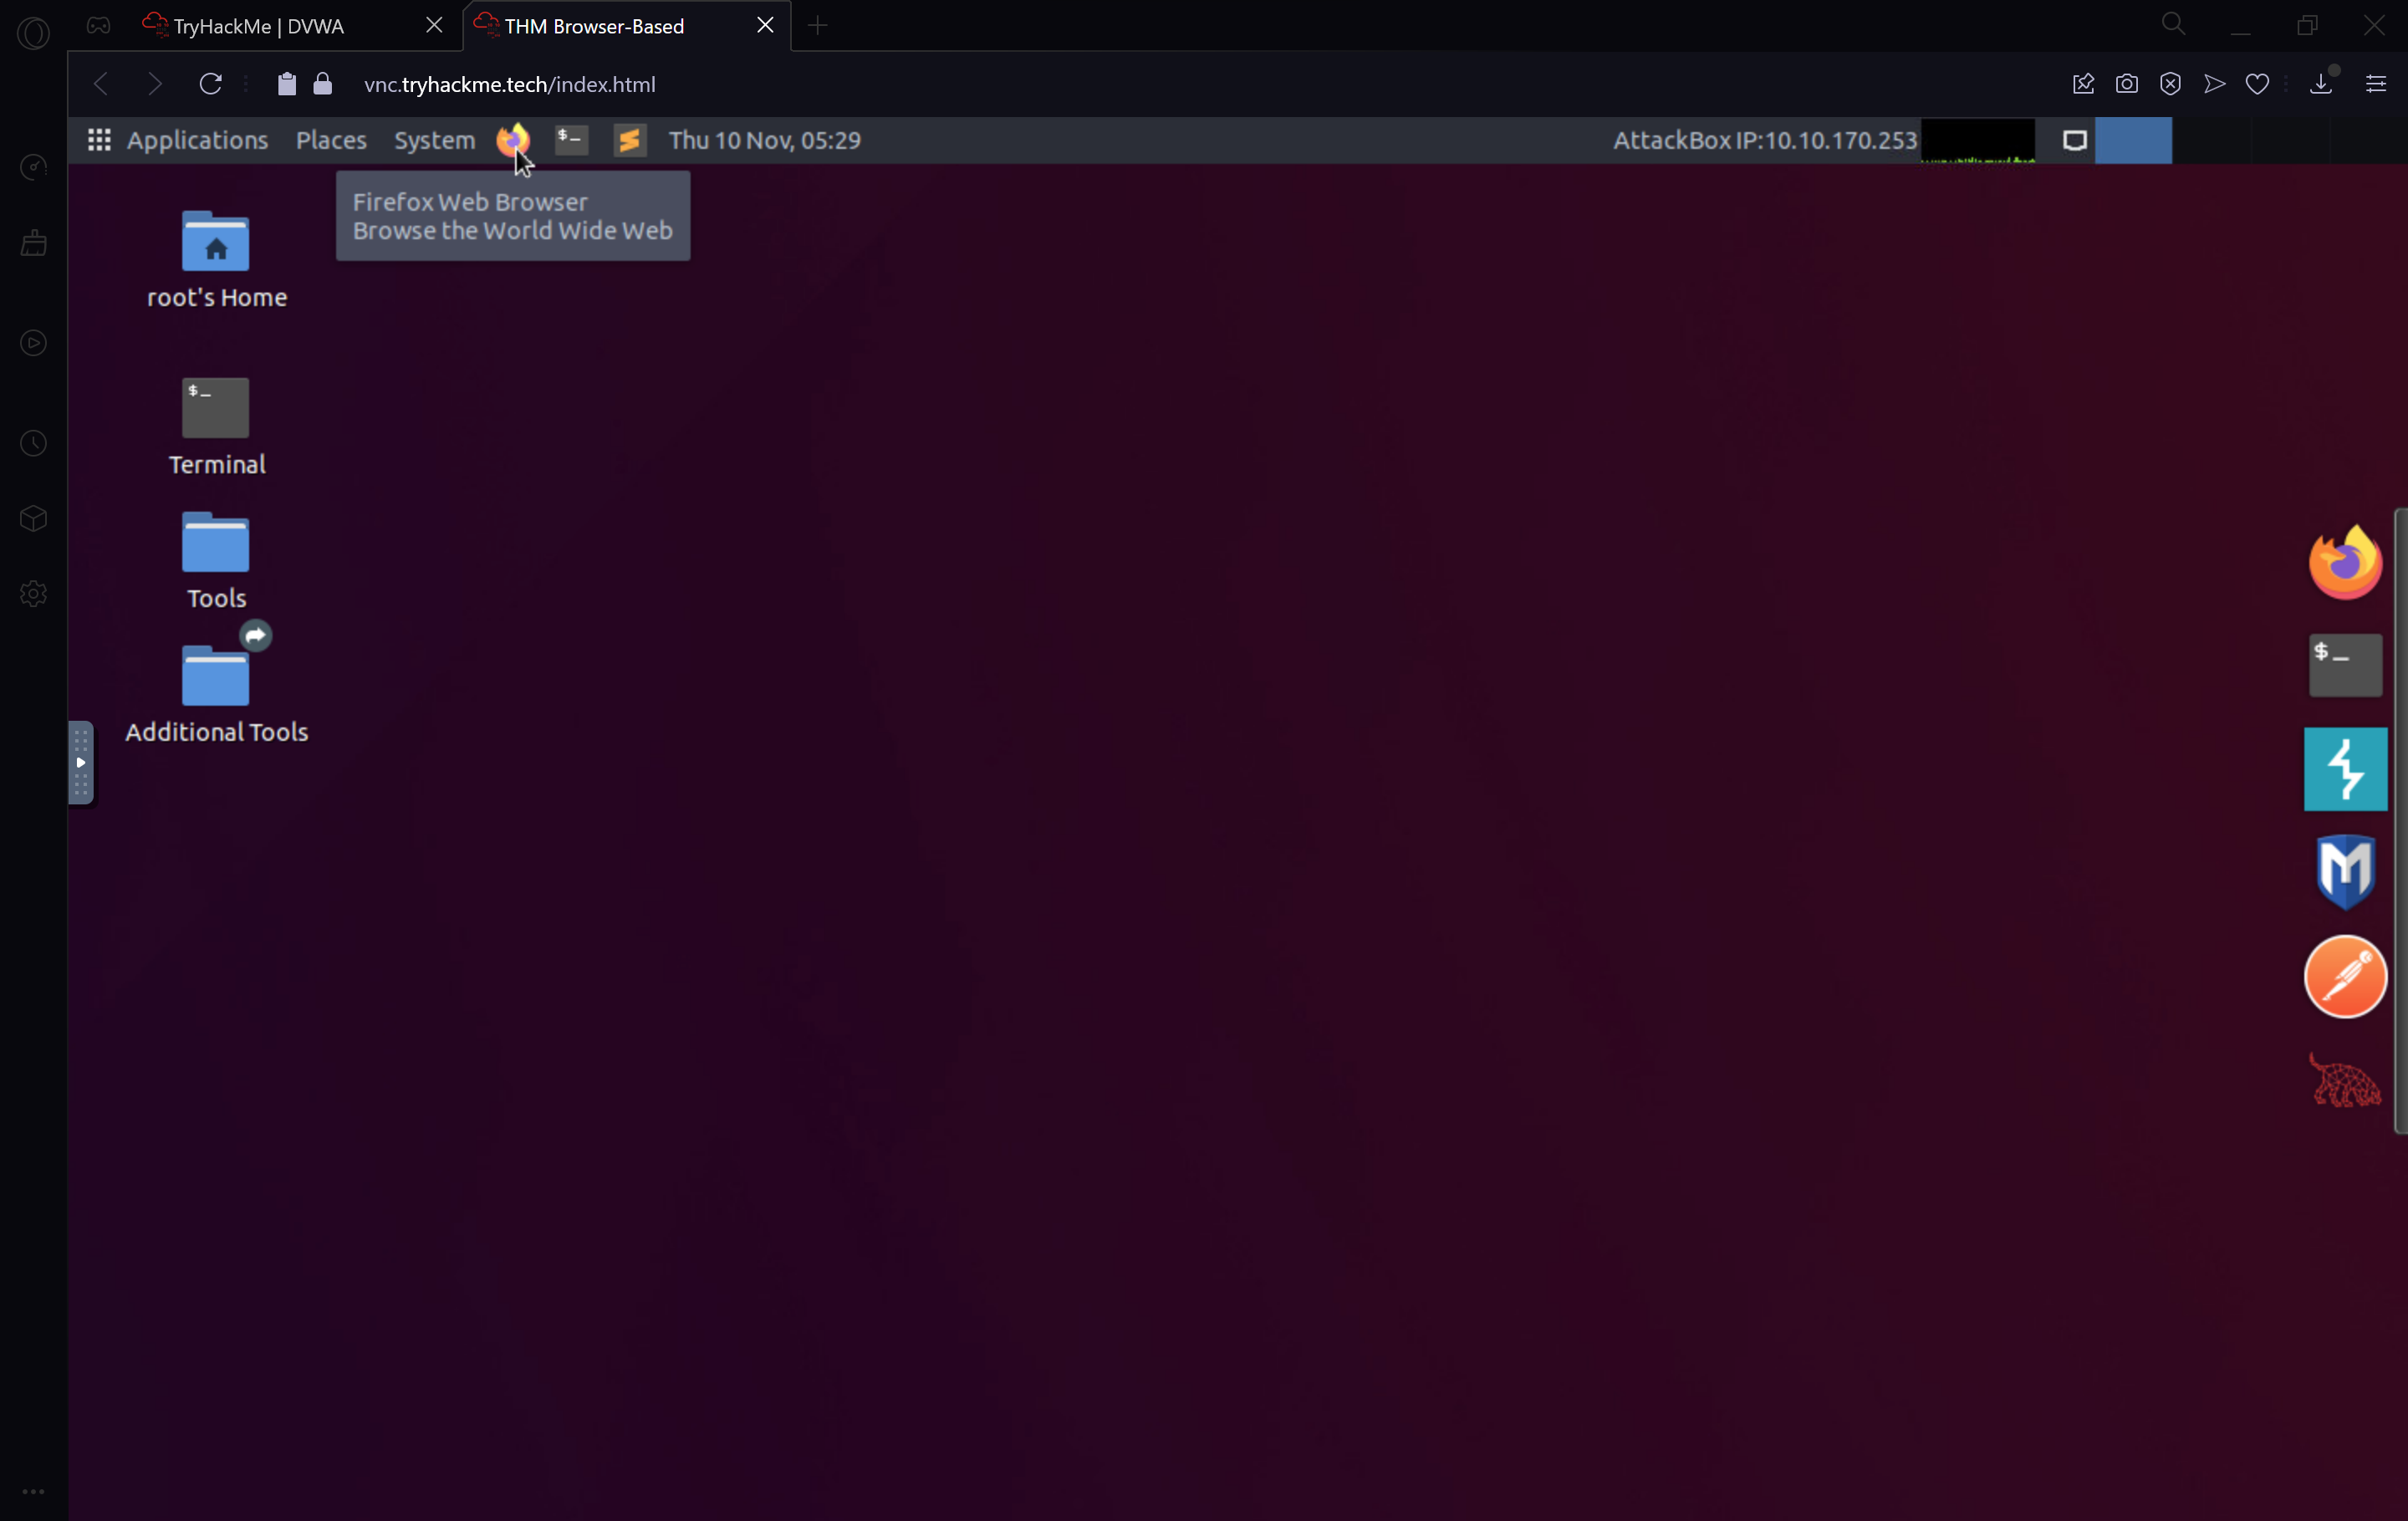 TryHackMe | DVWA
THM Browser-Based
vnc.tryhackme.tech/index.html
Applications Places System $_ Thu 10 Nov, 05:29 AttackBox IP:10.10.170.253
Firefox Web Browser
Browse the World Wide Web
root's Home
$_
Terminal
Tools
Additional Tools
$_